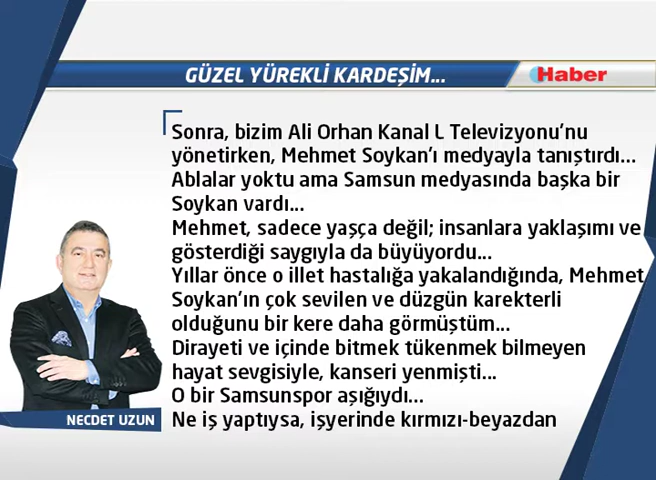 GÜZEL YÜREKLİ KARDEŞİM...
Haber
Sonra, bizim Ali Orhan Kanal L Televizyonu'nu
yönetirken, Mehmet Soykan'ı medyayla tanıştırdı...
Ablalar yoktu ama Samsun medyasında başka bir
Soykan vardı...
Mehmet, sadece yaşça değil; insanlara yaklaşımı ve
gösterdiği saygıyla da büyüyordu...
Yıllar önce o illet hastalığa yakalandığında, Mehmet
Soykan'ın çok sevilen ve düzgün karekterli
olduğunu bir kere daha görmüştüm...
Dirayeti ve içinde bitmek tükenmek bilmeyen
hayat sevgisiyle, kanseri yenmişti...
O bir Samsunspor aşığıydı...
Ne iş yaptıysa, işyerinde kırmızı-beyazdan
NECDET UZUN